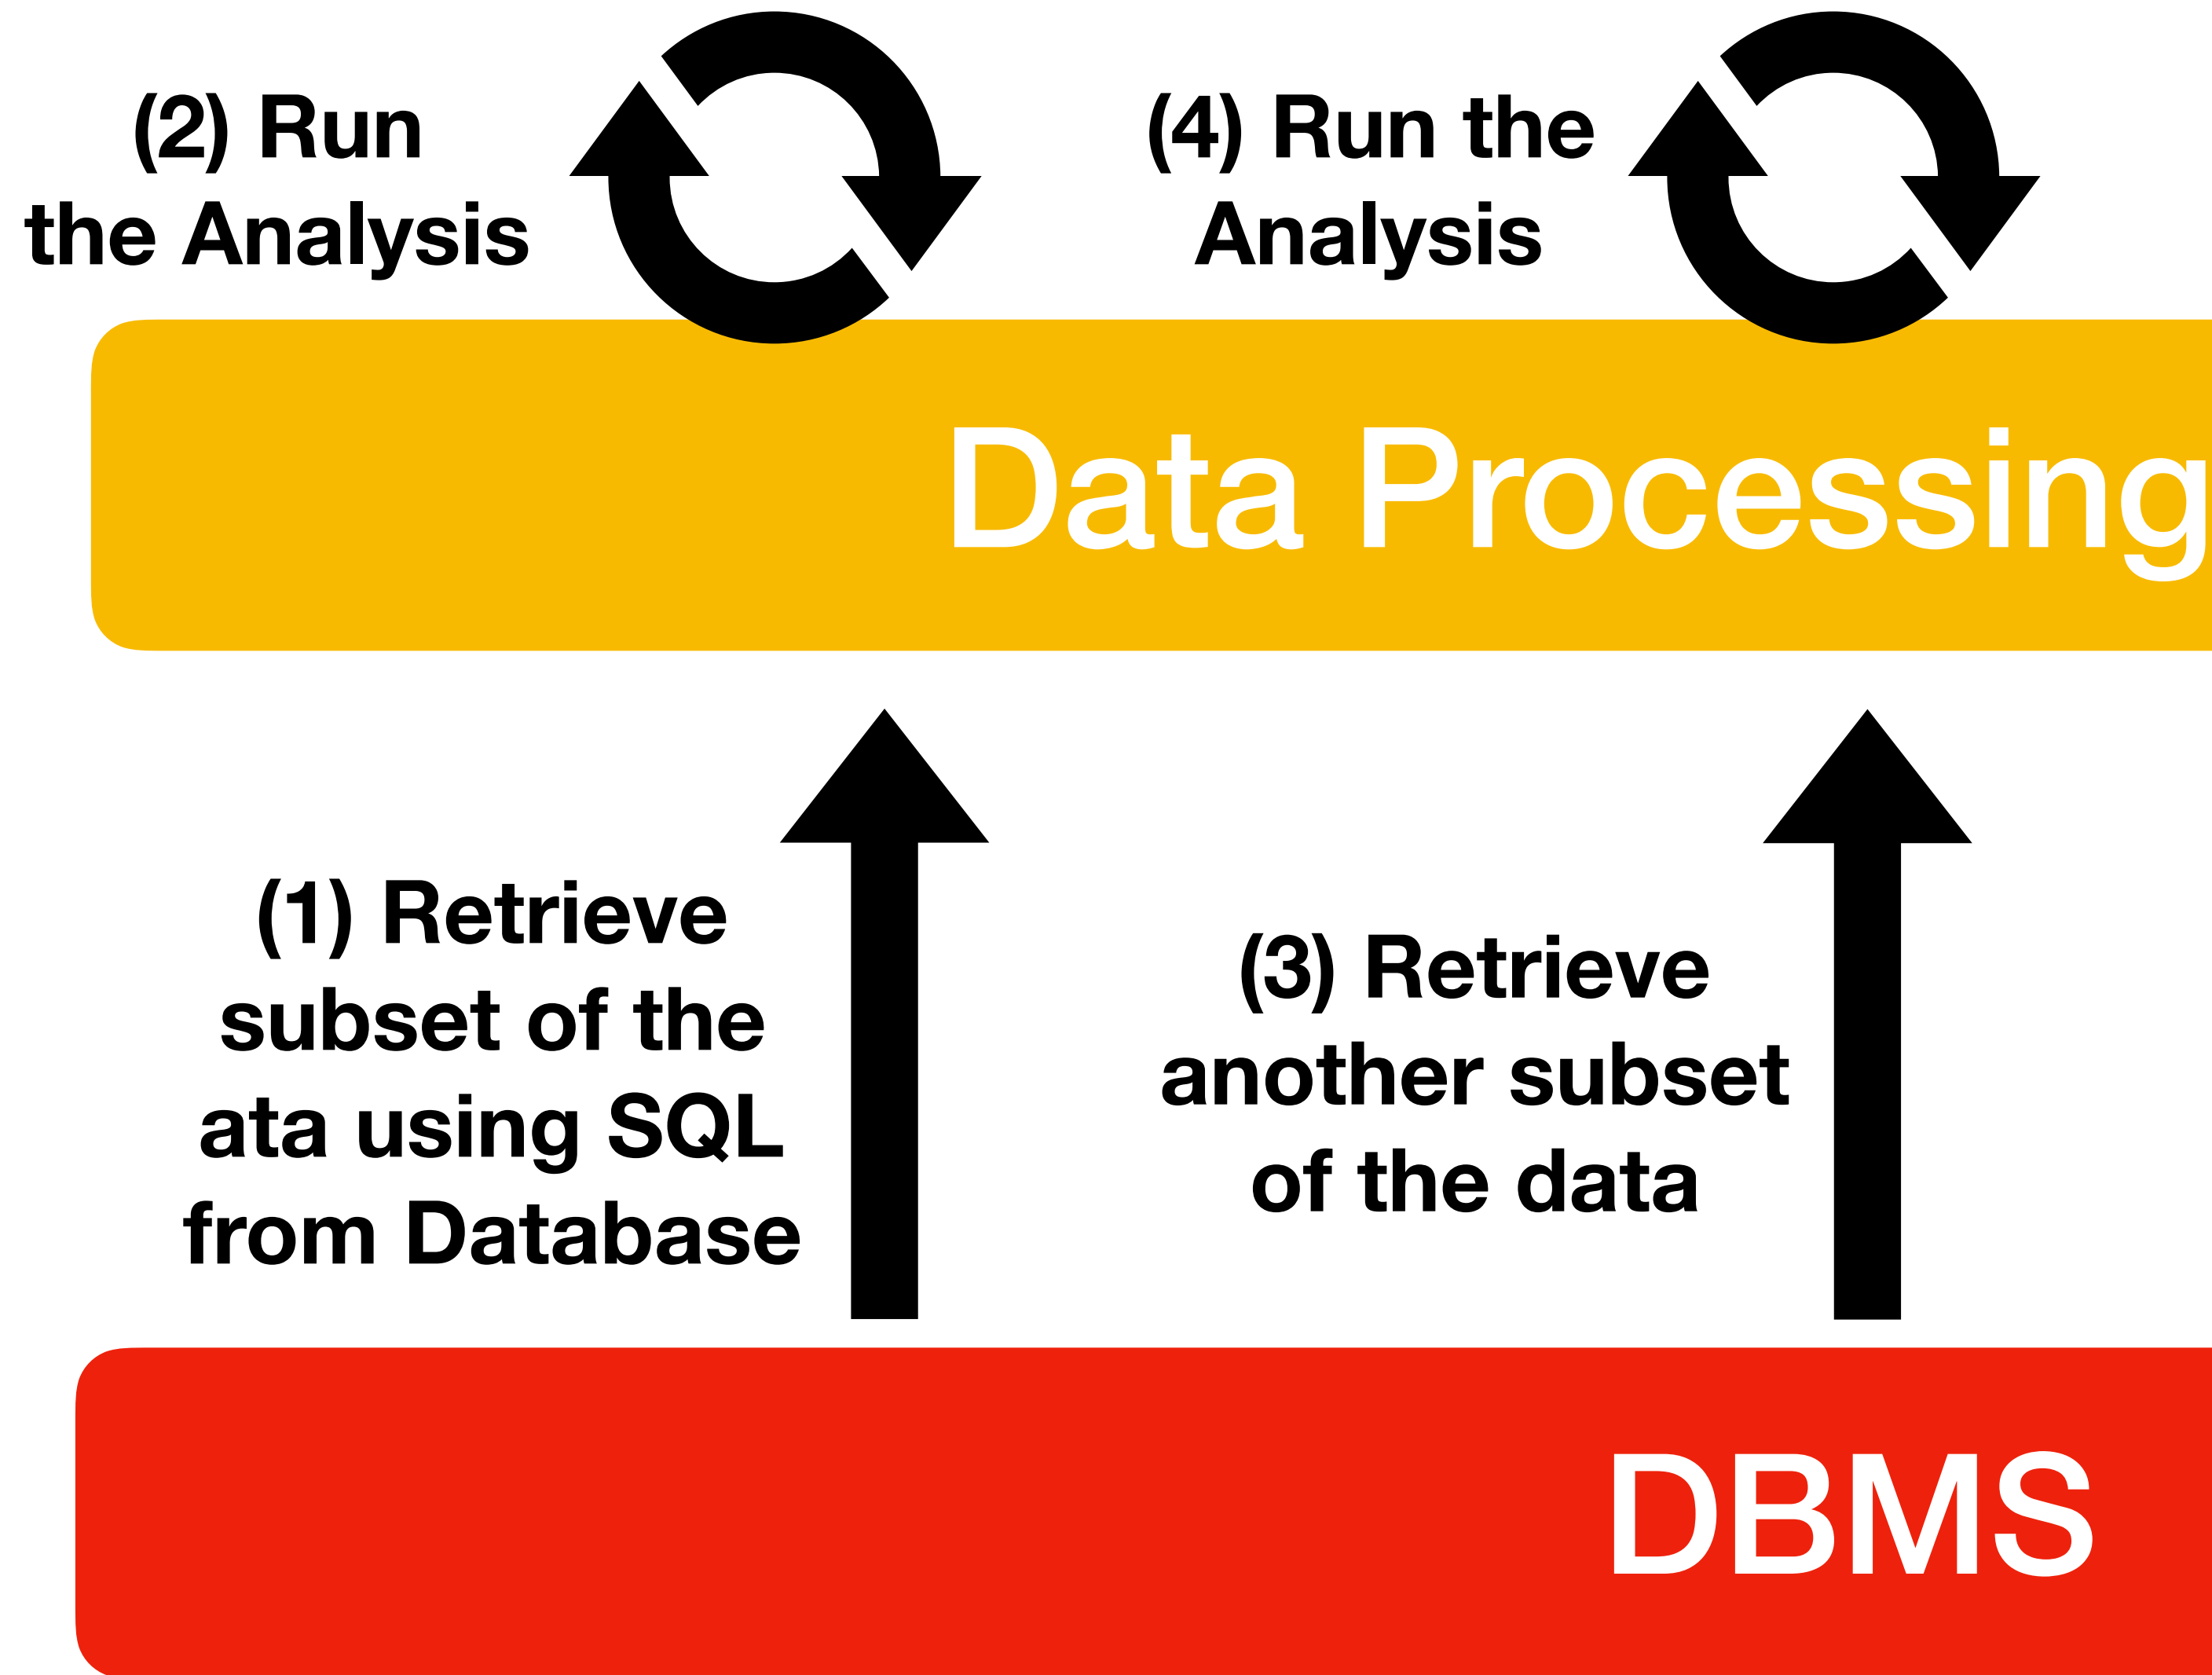 (2) Run
the Analysis
(4) Run the
Analysis
Data Processing
(1) Retrieve
subset of the
ata using SQL
from Database
(3) Retrieve
another subset
of the data
DBMS